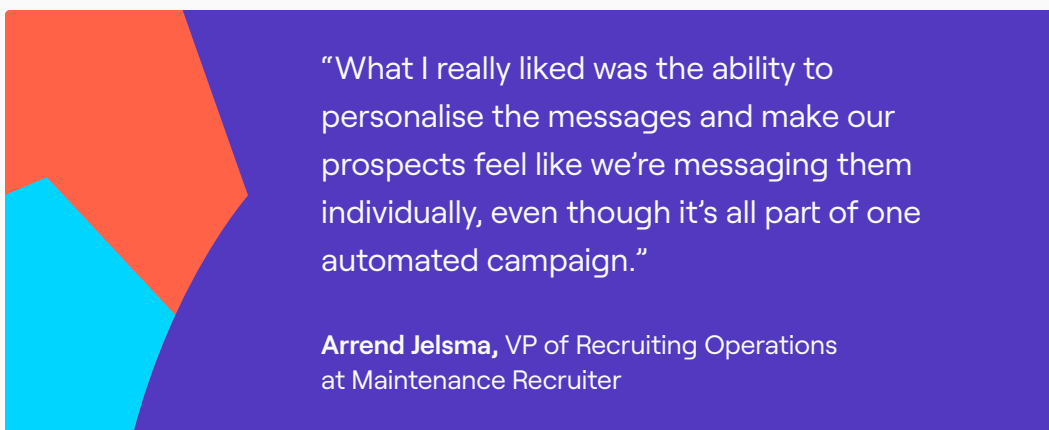 “What I really liked was the ability to
personalise the messages and make our
prospects feel like we’re messaging them
individually, even though it’s all part of one
automated campaign.”
Arrend Jelsma, VP of Recruiting Operations
at Maintenance Recruiter